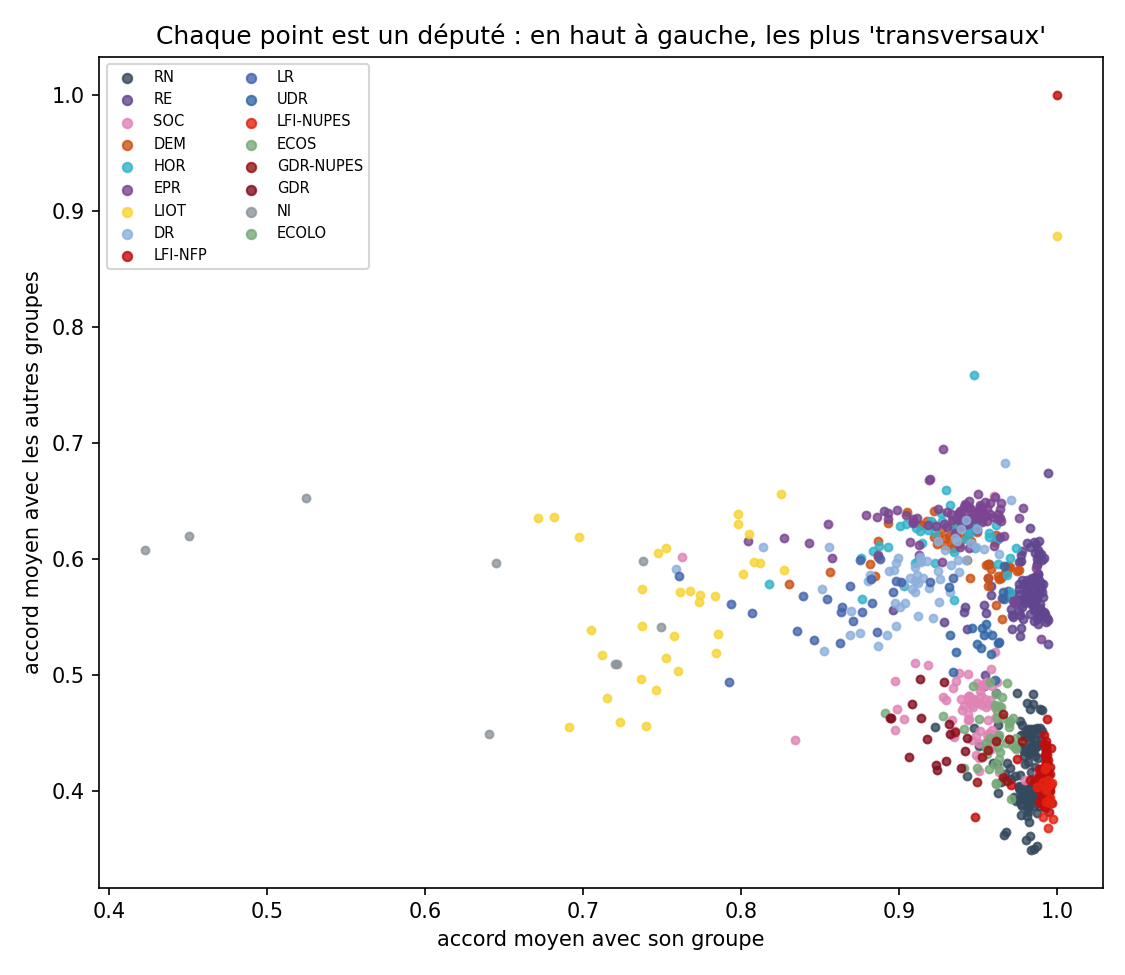 Chaque point est un député : en haut à gauche, les plus 'transversaux'
RN
RE
SOC
DEM
HOR
EPR
LIOT
DR
LFI-NFP
LR
UDR
LFI-NUPES
ECOS
GDR-NUPES
GDR
NI
ECOLO
accord moyen avec les autres groupes
1.0
0.9
0.8
0.7
0.6
0.5
0.4
0.4
0.5
0.6
0.7
0.8
0.9
1.0
accord moyen avec son groupe